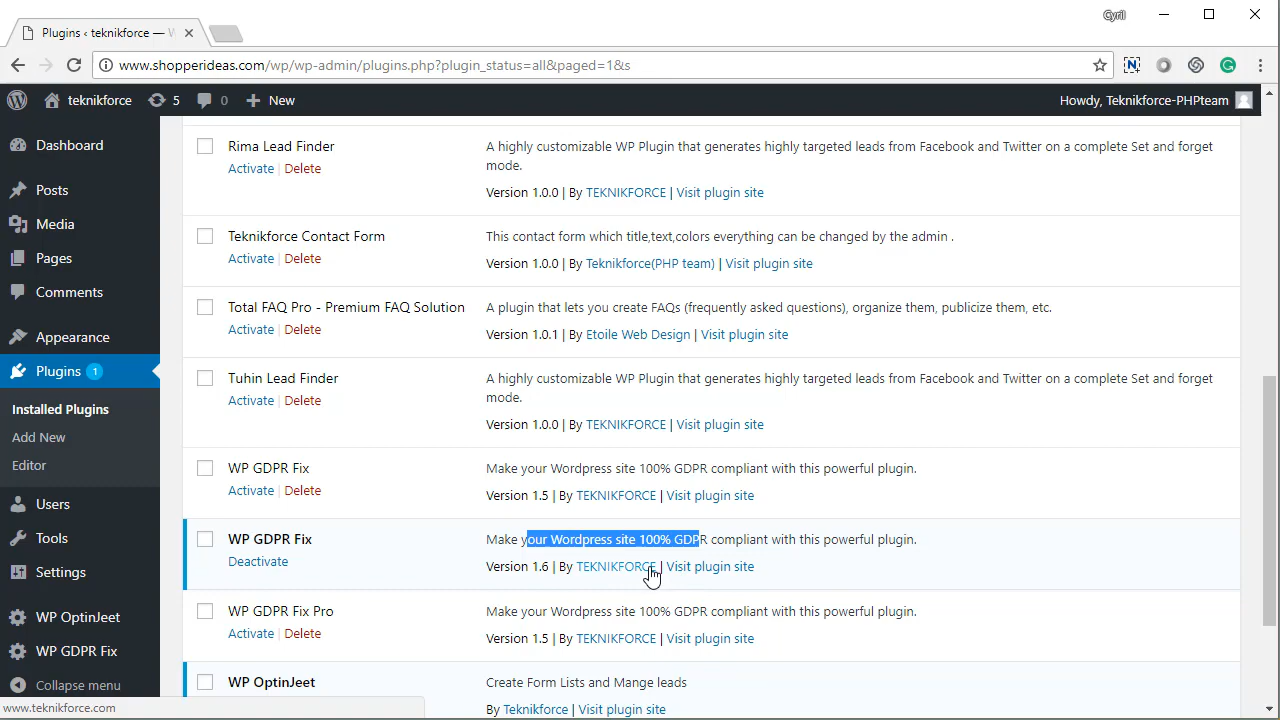 Cyril
Plugins ‹ teknikforce — W
www.shopperideas.com/wp/wp-admin/plugins.php?plugin_status=all&paged=1&s
teknikforce 5 0 New Howdy, Teknikforce-PHPteam
Dashboard
Posts
Media
Pages
Comments
Appearance
Plugins 1
Installed Plugins
Add New
Editor
Users
Tools
Settings
WP OptinJeet
WP GDPR Fix
Collapse menu
Rima Lead Finder
Activate | Delete
A highly customizable WP Plugin that generates highly targeted leads from Facebook and Twitter on a complete Set and forget
mode.
Version 1.0.0 | By TEKNIKFORCE | Visit plugin site
Teknikforce Contact Form
Activate | Delete
This contact form which title,text,colors everything can be changed by the admin .
Version 1.0.0 | By Teknikforce(PHP team) | Visit plugin site
Total FAQ Pro - Premium FAQ Solution
Activate | Delete
A plugin that lets you create FAQs (frequently asked questions), organize them, publicize them, etc.
Version 1.0.1 | By Etoile Web Design | Visit plugin site
Tuhin Lead Finder
Activate | Delete
A highly customizable WP Plugin that generates highly targeted leads from Facebook and Twitter on a complete Set and forget
mode.
Version 1.0.0 | By TEKNIKFORCE | Visit plugin site
WP GDPR Fix
Activate | Delete
Make your Wordpress site 100% GDPR compliant with this powerful plugin.
Version 1.5 | By TEKNIKFORCE | Visit plugin site
WP GDPR Fix
Deactivate
Make your Wordpress site 100% GDPR compliant with this powerful plugin.
Version 1.6 | By TEKNIKFORCE | Visit plugin site
WP GDPR Fix Pro
Activate | Delete
Make your Wordpress site 100% GDPR compliant with this powerful plugin.
Version 1.5 | By TEKNIKFORCE | Visit plugin site
WP OptinJeet
Create Form Lists and Mange leads
By Teknikforce | Visit plugin site
www.teknikforce.com